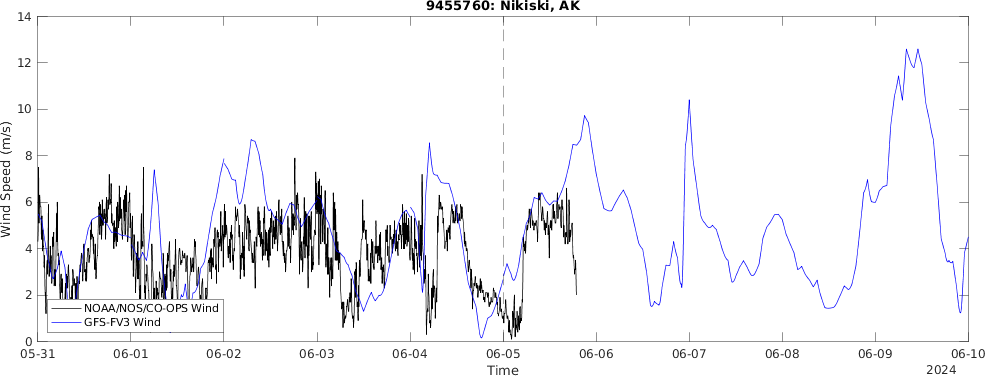 9455760: Nikiski, AK
Wind Speed (m/s)
14
12
10
8
6
4
2
0
NOAA/NOS/CO-OPS Wind
GFS-FV3 Wind
05-31 06-01 06-02 06-03 06-04 06-05 06-06 06-07 06-08 06-09 06-10
Time
2024